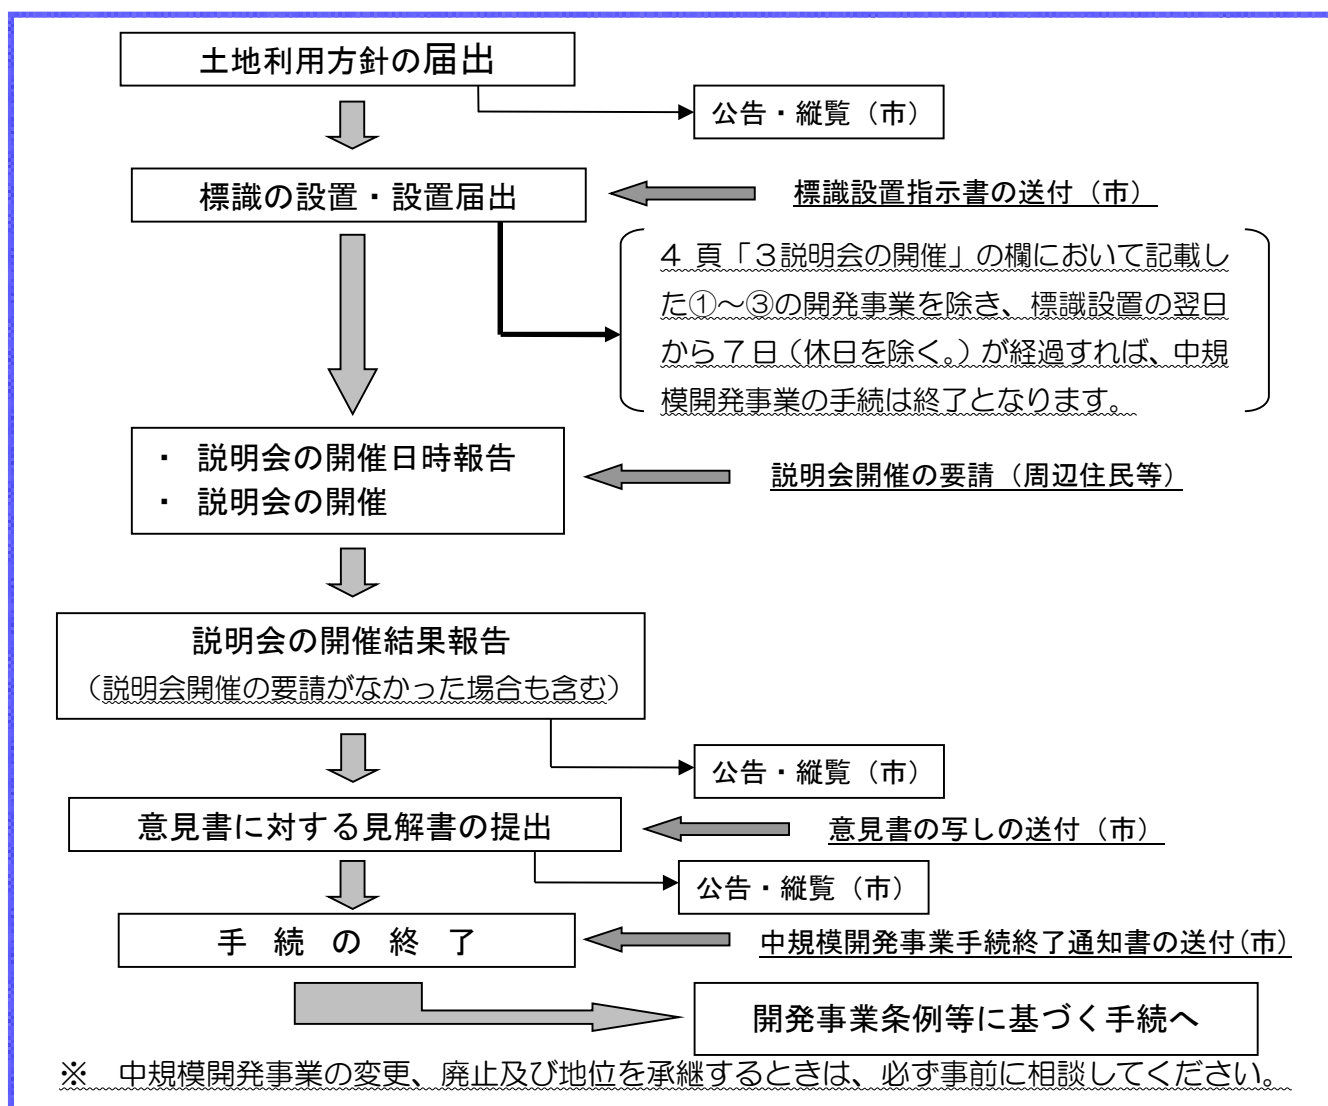 土地利用方針の届出
公告・縦覧（市）
標識の設置・設置届出
標識設置指示書の送付（市）
４ 頁「３説明会の開催」の欄において記載し
た①～③の開発事業を除き、標識設置の翌日
から７日（休日を除く。）が経過すれば、中規
模開発事業の手続は終了となります。
・ 説明会の開催日時報告
・ 説明会の開催
説明会開催の要請（周辺住民等）
説明会の開催結果報告
（説明会開催の要請がなかった場合も含む）
公告・縦覧（市）
意見書に対する見解書の提出
意見書の写しの送付（市）
公告・縦覧（市）
手 続 の 終 了
中規模開発事業手続終了通知書の送付(市)
開発事業条例等に基づく手続へ
※ 中規模開発事業の変更、廃止及び地位を承継するときは、必ず事前に相談してください。